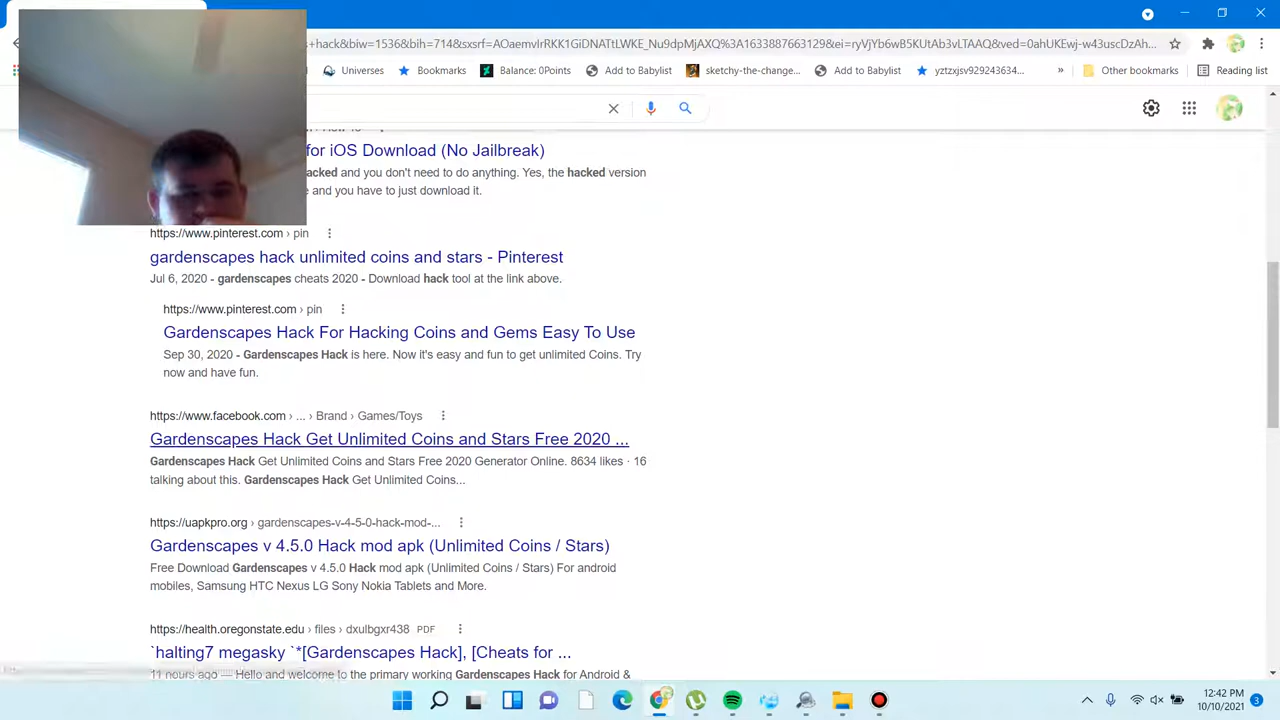 +hack&biw=1536&bih=714&sxsrf=AOaemvIrRKK1GiDNATtLWKE_Nu9dpMjAXQ%3A1633887663129&ei=ryVjYb6wB5KUtAb3vLTAAQ&ved=0ahUKEwj-w43uscDzAh...
Universes
Bookmarks
Balance: 0Points
Add to Babylist
sketchy-the-change...
Add to Babylist
yztzxjsv929243634...
»
Other bookmarks
Reading list
for iOS Download (No Jailbreak)
acked and you don't need to do anything. Yes, the hacked version
e and you have to just download it.
https://www.pinterest.com › pin
gardenscapes hack unlimited coins and stars - Pinterest
Jul 6, 2020 - gardenscapes cheats 2020 - Download hack tool at the link above.
https://www.pinterest.com › pin
Gardenscapes Hack For Hacking Coins and Gems Easy To Use
Sep 30, 2020 - Gardenscapes Hack is here. Now it's easy and fun to get unlimited Coins. Try
now and have fun.
https://www.facebook.com › ... › Brand › Games/Toys
Gardenscapes Hack Get Unlimited Coins and Stars Free 2020 ...
Gardenscapes Hack Get Unlimited Coins and Stars Free 2020 Generator Online. 8634 likes · 16
talking about this. Gardenscapes Hack Get Unlimited Coins and Stars...
https://uapkpro.org › gardenscapes-v-4-5-0-hack-mod-...
Gardenscapes v 4.5.0 Hack mod apk (Unlimited Coins / Stars)
Free Download Gardenscapes v 4.5.0 Hack mod apk (Unlimited Coins / Stars) For android
mobiles, Samsung HTC Nexus LG Sony Nokia Tablets and More.
https://health.oregonstate.edu › files › dxulbgxr438 PDF
`halting7 megasky `*[Gardenscapes Hack], [Cheats for ...
11 hours ago — Hello and welcome to the primary working Gardenscapes Hack for Android &
12:42 PM
10/10/2021
3